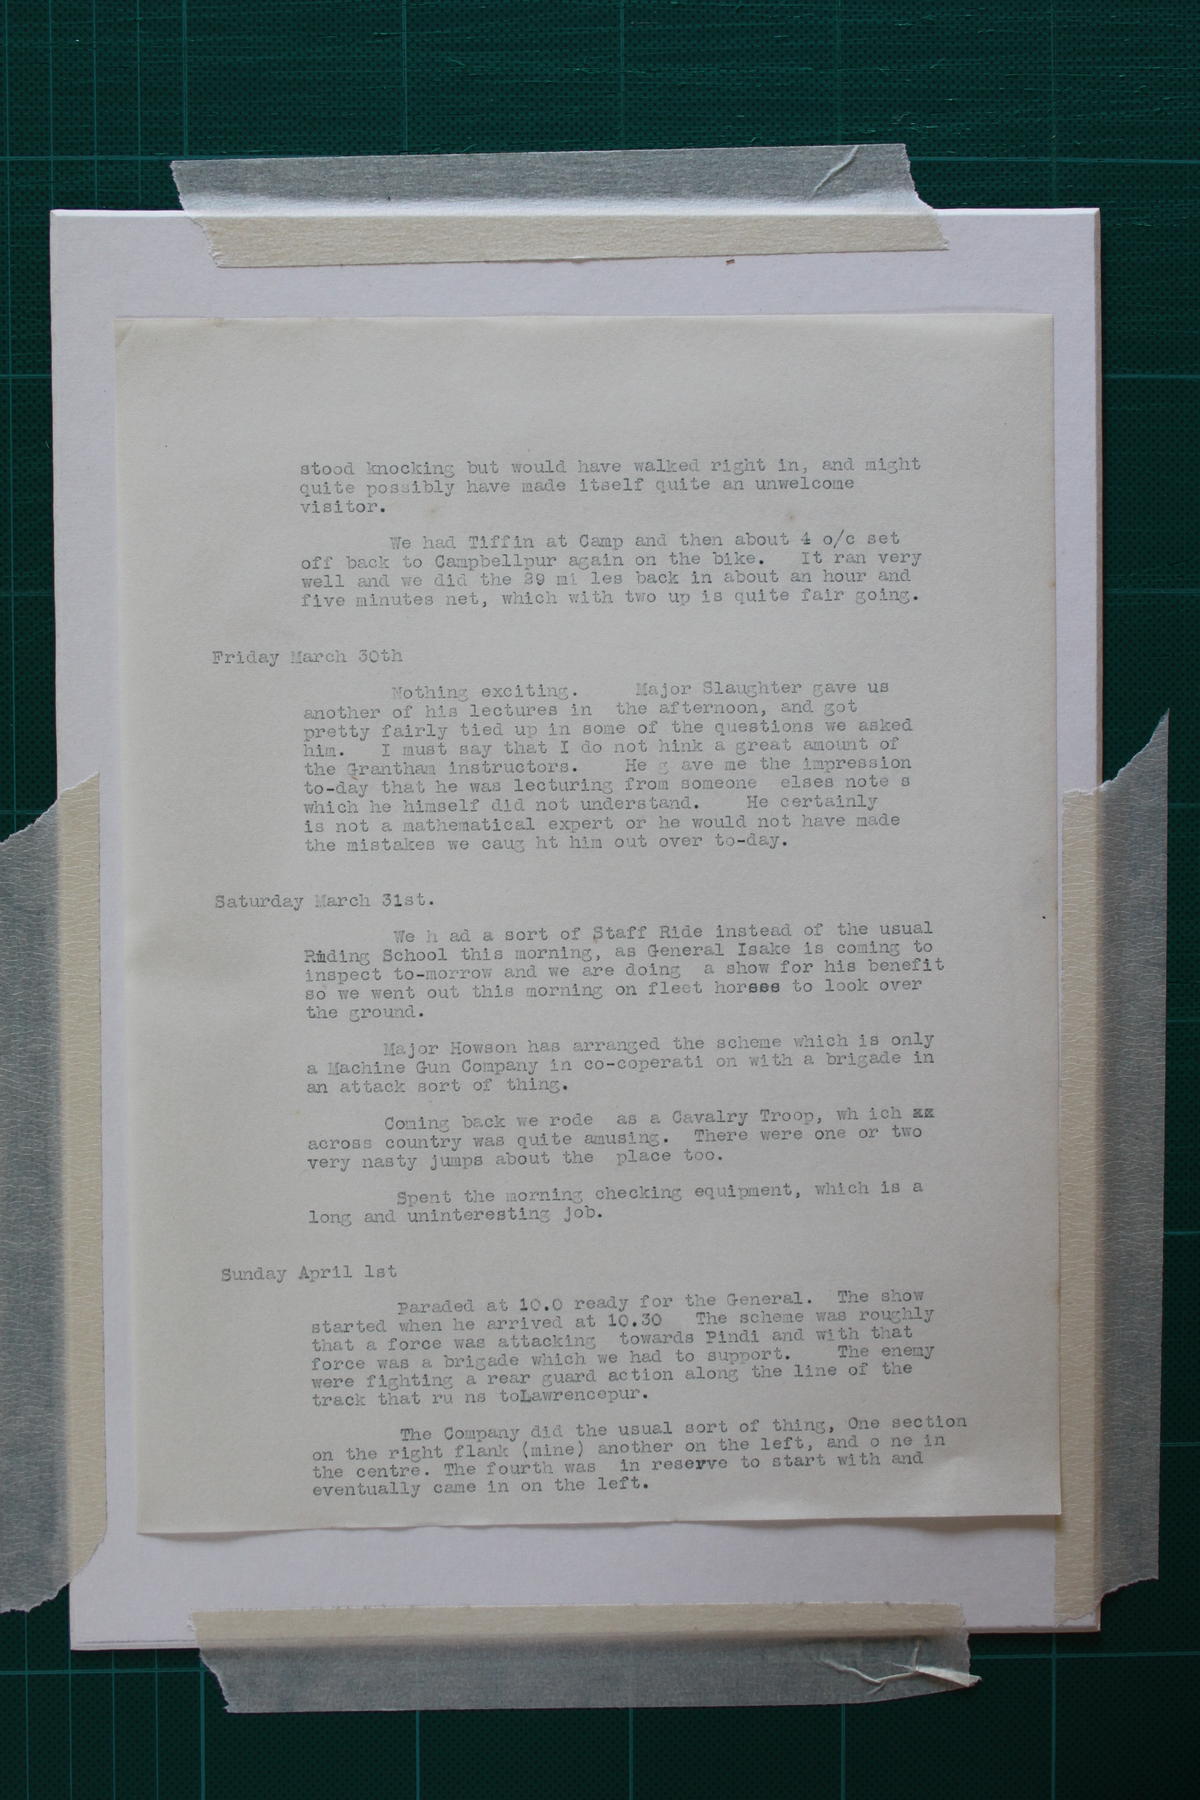 stood knocking but would have walked right in, and might
quite possibly have made itself quite an unwelcome
visitor.
We had Tiffin at Camp and then about 4 o/c set
off back to Campbellpur again on the bike. It ran very
well and we did the 39 mi les back in about an hour and
five minutes net, which with two up is quite fair going.
Friday March 30th
Nothing exciting. Major Slaughter gave us
another of his lectures in the afternoon, and got
pretty fairly tied up in some of the questions we asked
him. I must say that I do not hink a great amount of
the Grantham instructors. He g ave me the impression
to-day that he was lecturing from someone elses note s
which he himself did not understand. He certainly
is not a mathematical expert or he would not have made
the mistakes we caug ht him out over to-day.
Saturday March 31st.
We h ad a sort of Staff Ride instead of the usual
Riding School this morning, as General Isake is coming to
inspect to-morrow and we are doing a show for his benefit
so we went out this morning on fleet horses to look over
the ground.
Major Howson has arranged the scheme which is only
a Machine Gun Company in co-coperati on with a brigade in
an attack sort of thing.
Coming back we rode as a Cavalry Troop, wh ich xx
across country was quite amusing. There were one or two
very nasty jumps about the place too.
Spent the morning checking equipment, which is a
long and uninteresting job.
Sunday April 1st
Paraded at 10.0 ready for the General. The show
started when he arrived at 10.30 The scheme was roughly
that a force was attacking towards Pindi and with that
force was a brigade which we had to support. The enemy
were fighting a rear guard action along the line of the
track that ru ns toLawrencepur.
The Company did the usual sort of thing, One section
on the right flank (mine) another on the left, and o ne in
the centre. The fourth was in reserve to start with and
eventually came in on the left.